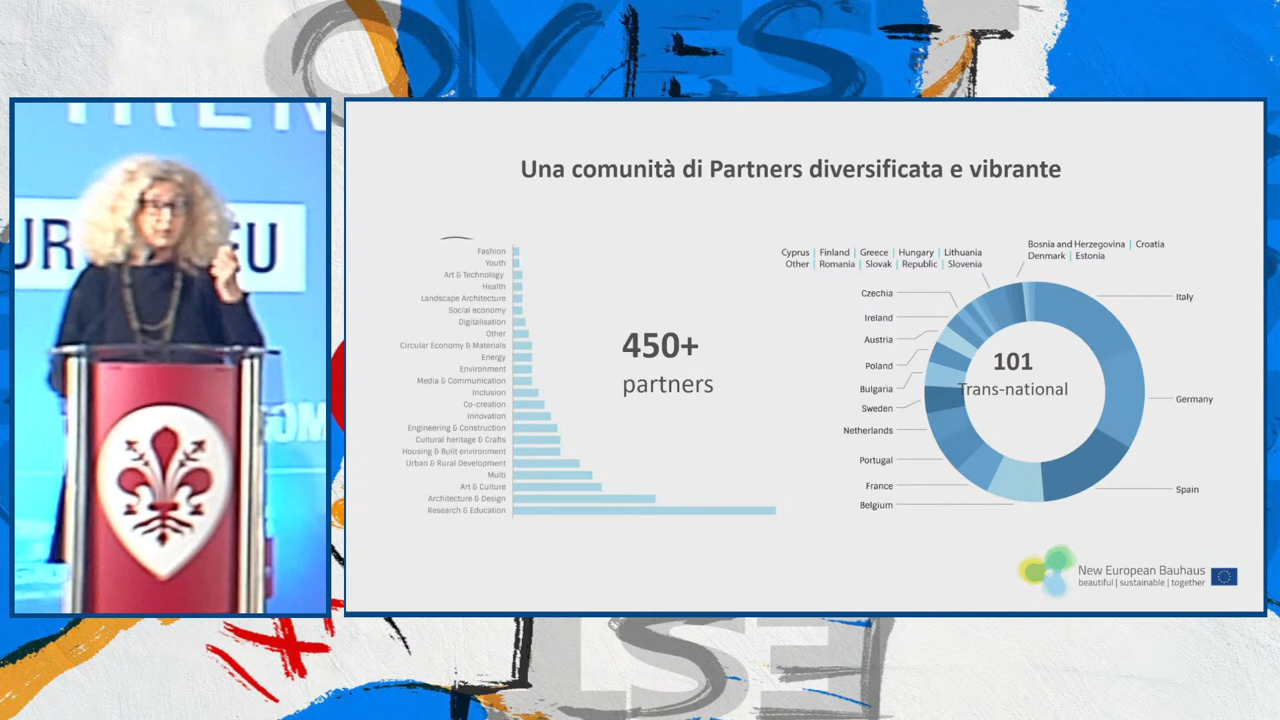 Una comunità di Partners diversificata e vibrante
Fashion
Youth
Art & Technology
Health
Landscape Architecture
Social economy
Digitalisation
Other
Circular Economy & Materials
Energy
Environment
Media & Communication
Inclusion
Co-creation
Innovation
Engineering & Construction
Cultural heritage & Crafts
Housing & Built environment
Urban & Rural Development
Multi
Art & Culture
Architecture & Design
Research & Education
450+
partners
Cyprus | Finland | Greece | Hungary | Lithuania
Other | Romania | Slovak | Republic | Slovenia
Bosnia and Herzegovina | Croatia
Denmark | Estonia
Czechia
Ireland
Austria
Poland
Bulgaria
Sweden
Netherlands
Portugal
France
Belgium
Italy
Germany
Spain
101
Trans-national
New European Bauhaus
beautiful | sustainable | together